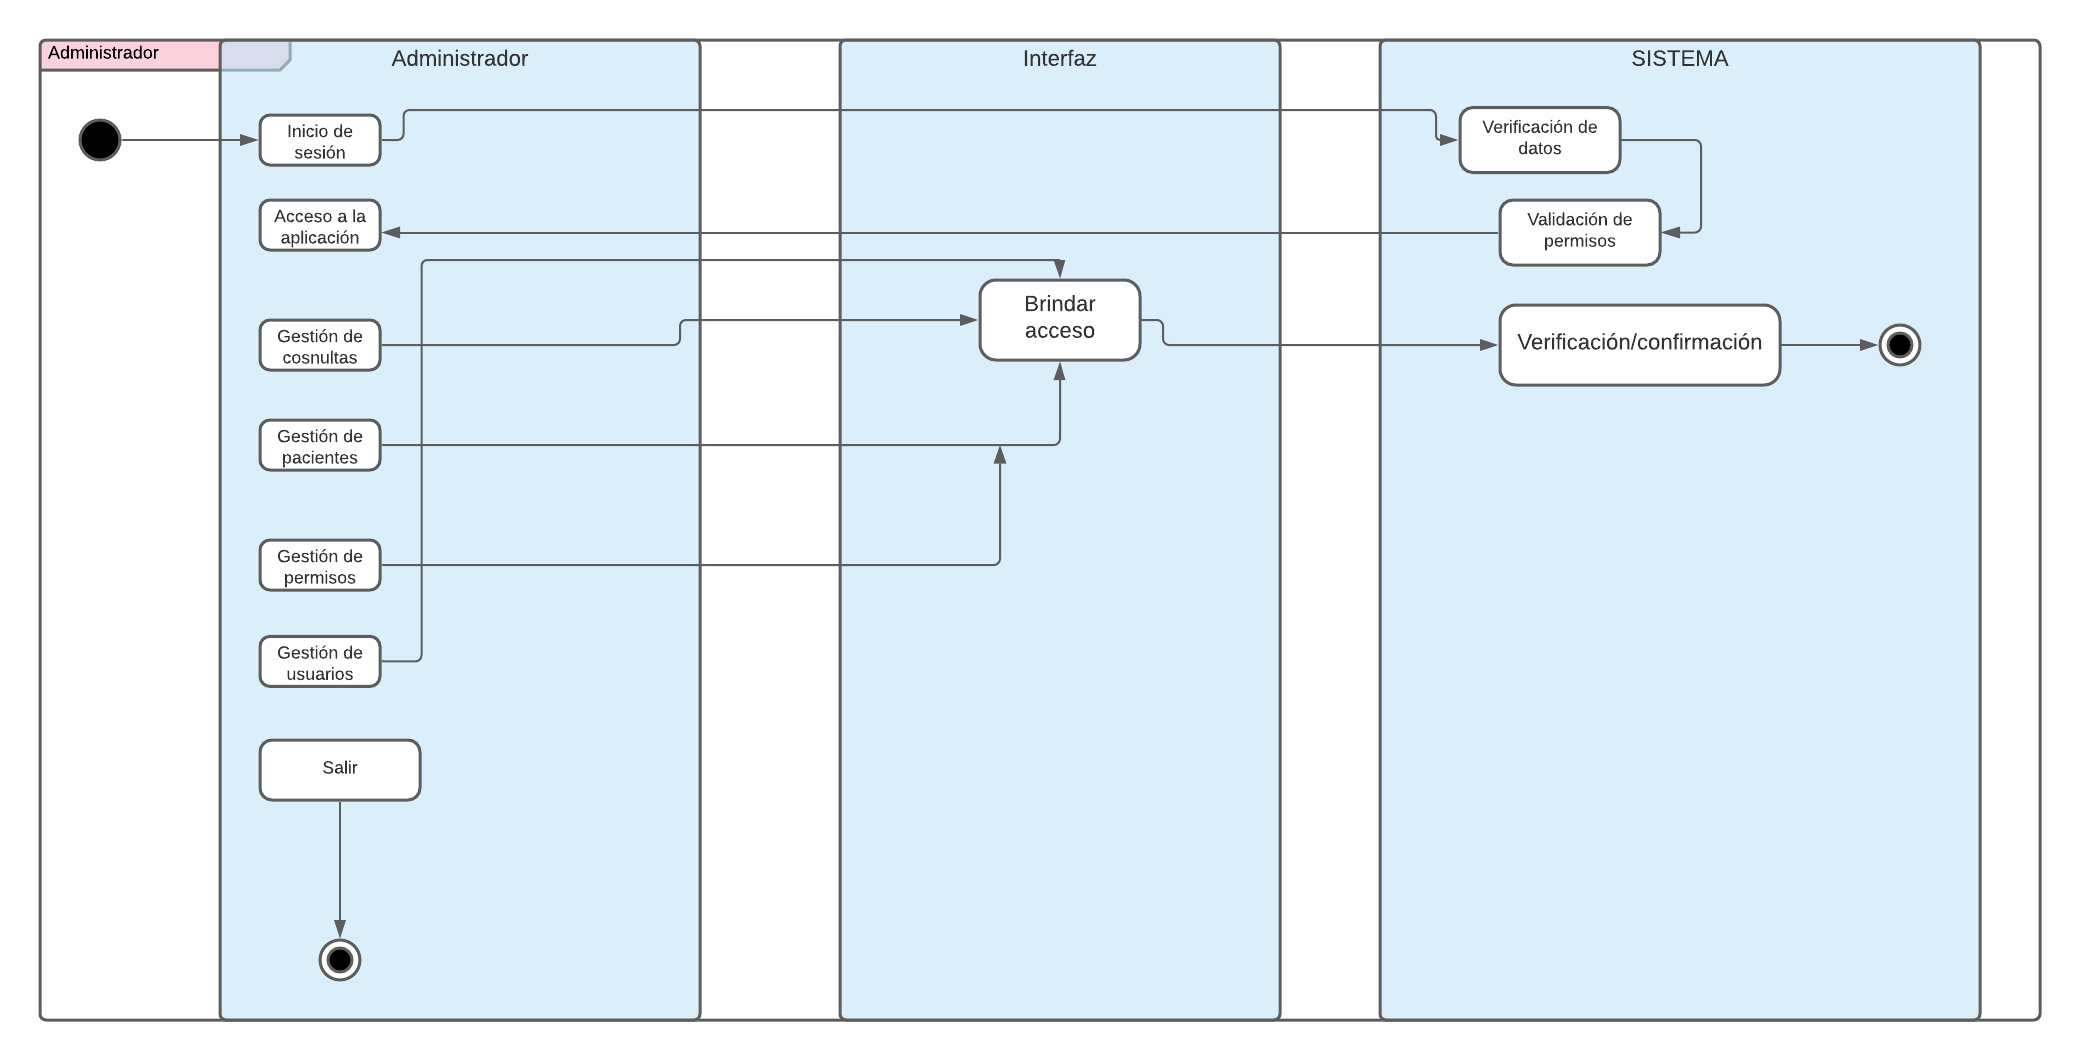 Administrador
Administrador
Interfaz
SISTEMA
Inicio de
sesión
Verificación de
datos
Acceso a la
aplicación
Validación de
permisos
Brindar
acceso
Gestión de
cosnultas
Verificación/confirmación
Gestión de
pacientes
Gestión de
permisos
Gestión de
usuarios
Salir